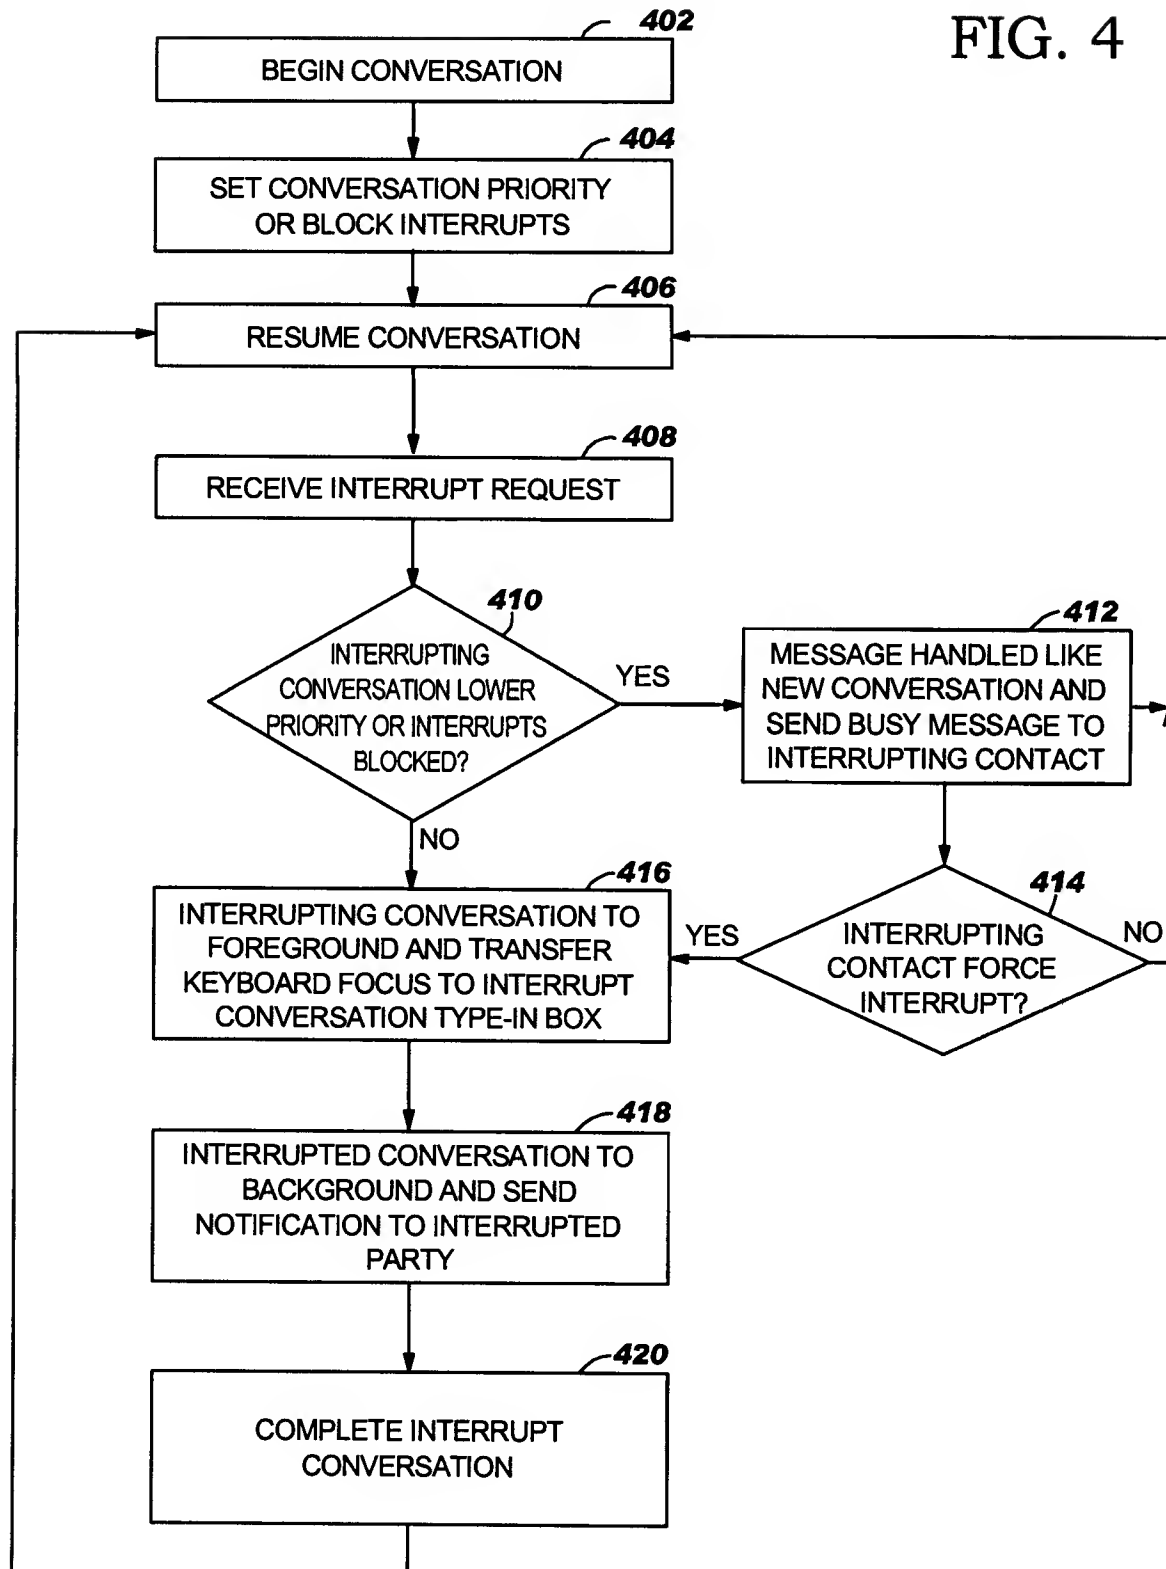 FIG. 4
402
BEGIN CONVERSATION
404
SET CONVERSATION PRIORITY
OR BLOCK INTERRUPTS
406
RESUME CONVERSATION
408
RECEIVE INTERRUPT REQUEST
410
INTERRUPTING
CONVERSATION LOWER
PRIORITY OR INTERRUPTS
BLOCKED?
YES
NO
412
MESSAGE HANDLED LIKE
NEW CONVERSATION AND
SEND BUSY MESSAGE TO
INTERRUPTING CONTACT
414
INTERRUPTING
CONTACT FORCE
INTERRUPT?
YES
NO
416
INTERRUPTING CONVERSATION TO
FOREGROUND AND TRANSFER
KEYBOARD FOCUS TO INTERRUPT
CONVERSATION TYPE-IN BOX
418
INTERRUPTED CONVERSATION TO
BACKGROUND AND SEND
NOTIFICATION TO INTERRUPTED
PARTY
420
COMPLETE INTERRUPT
CONVERSATION